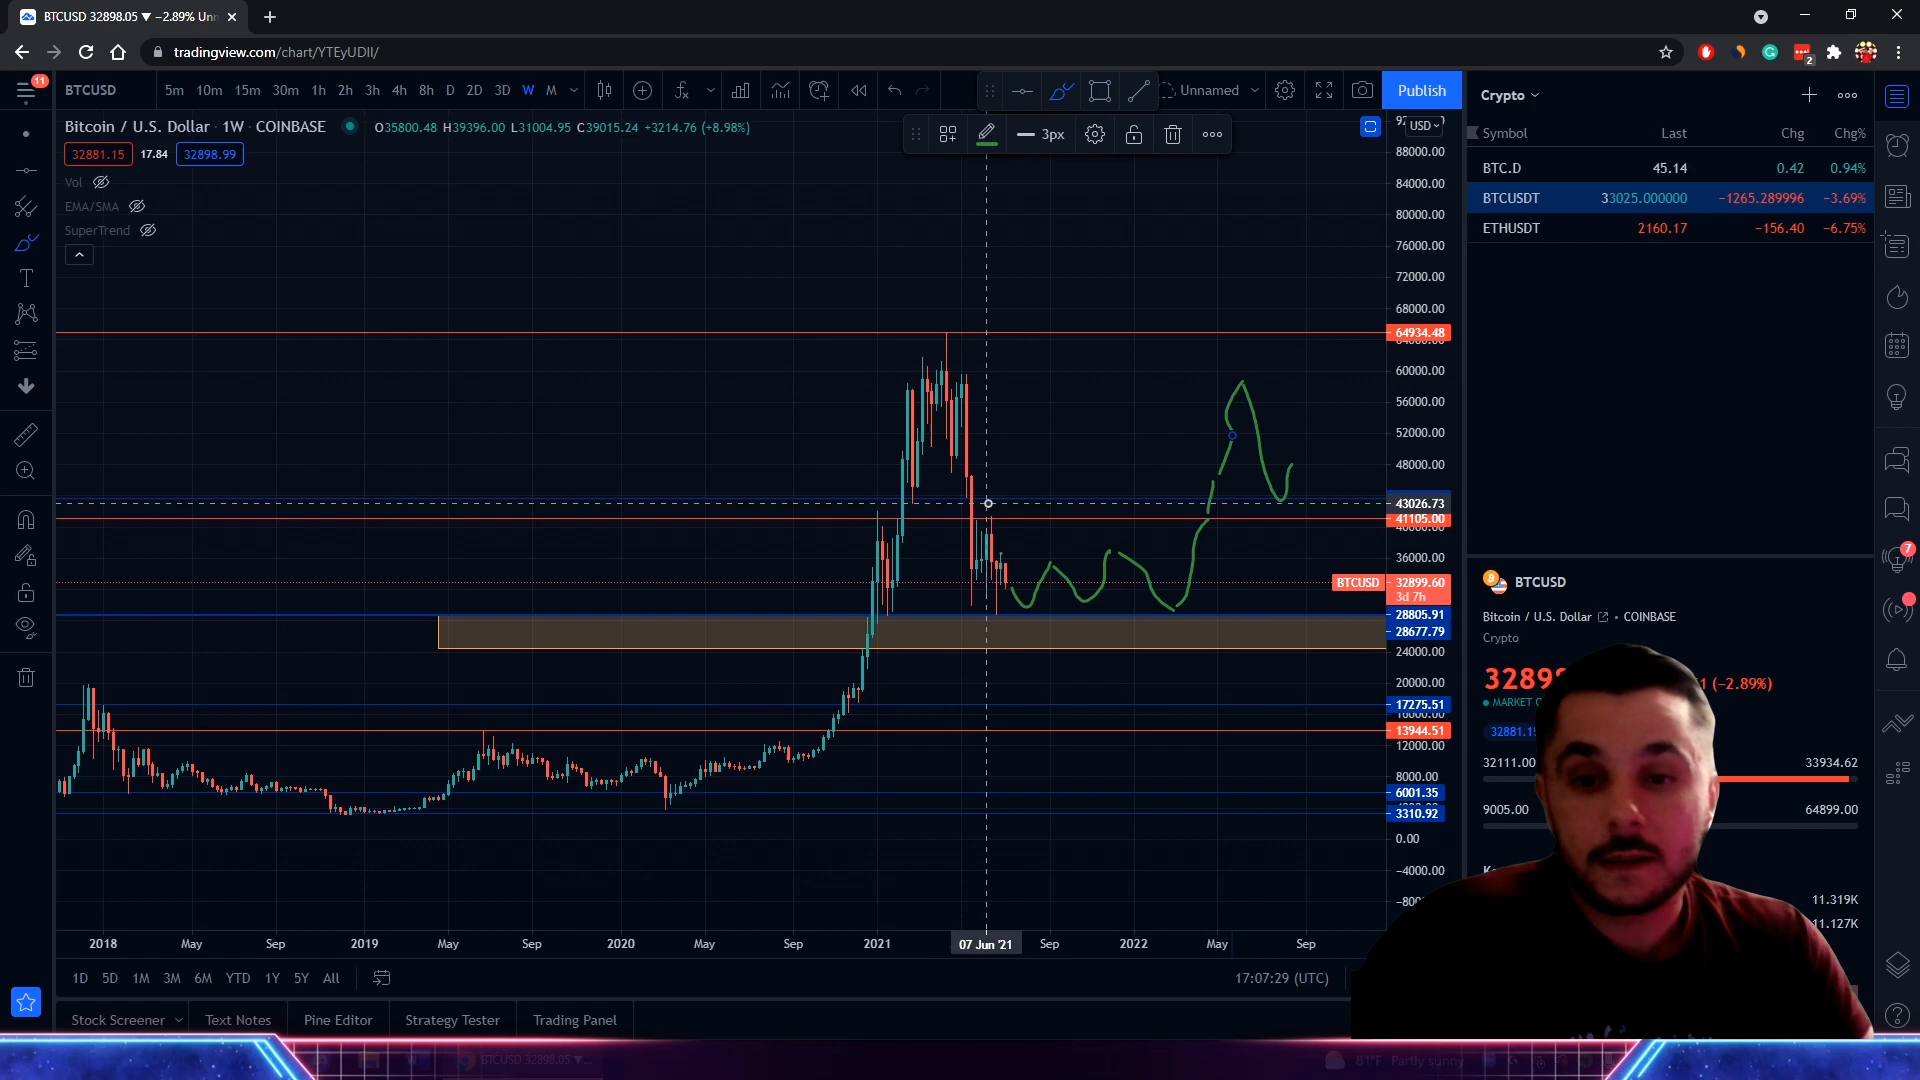 BTCUSD 32898.05 ▼ −2.89% Unn
tradingview.com/chart/YTEyUDlI/
11
BTCUSD 5m 10m 15m 30m 1h 2h 3h 4h 8h D 2D 3D W M Unnamed Publish
2
Bitcoin / U.S. Dollar · 1W · COINBASE O35800.48 H39396.00 L31004.95 C39015.24 +3214.76 (+8.98%)
3px
USD
32881.15 17.84 32898.99
Vol
EMA/SMA
SuperTrend
88000.00
84000.00
80000.00
76000.00
72000.00
68000.00
64934.48
64000.00
60000.00
56000.00
52000.00
48000.00
43026.73
41105.00
40000.00
36000.00
BTCUSD 32899.60
3d 7h
28805.91
28677.79
24000.00
20000.00
17275.51
16000.00
13944.51
12000.00
8000.00
6001.35
3310.92
0.00
−4000.00
2018 May Sep 2019 May Sep 2020 May Sep 2021 07 Jun '21 Sep 2022 May Sep
1D 5D 1M 3M 6M YTD 1Y 5Y All 17:07:29 (UTC)
Stock Screener Text Notes Pine Editor Strategy Tester Trading Panel
Crypto
Symbol Last Chg Chg%
BTC.D 45.14 0.42 0.94%
BTCUSDT 33025.000000 −1265.289996 −3.69%
ETHUSDT 2160.17 −156.40 −6.75%
7
BTCUSD
Bitcoin / U.S. Dollar · COINBASE
Crypto
3289 (−2.89%)
MARKET
32881.15
32111.00 33934.62
9005.00 64899.00
11.319K
11.127K
BTCUSD 32898.05 ▼
81°F Partly sunny